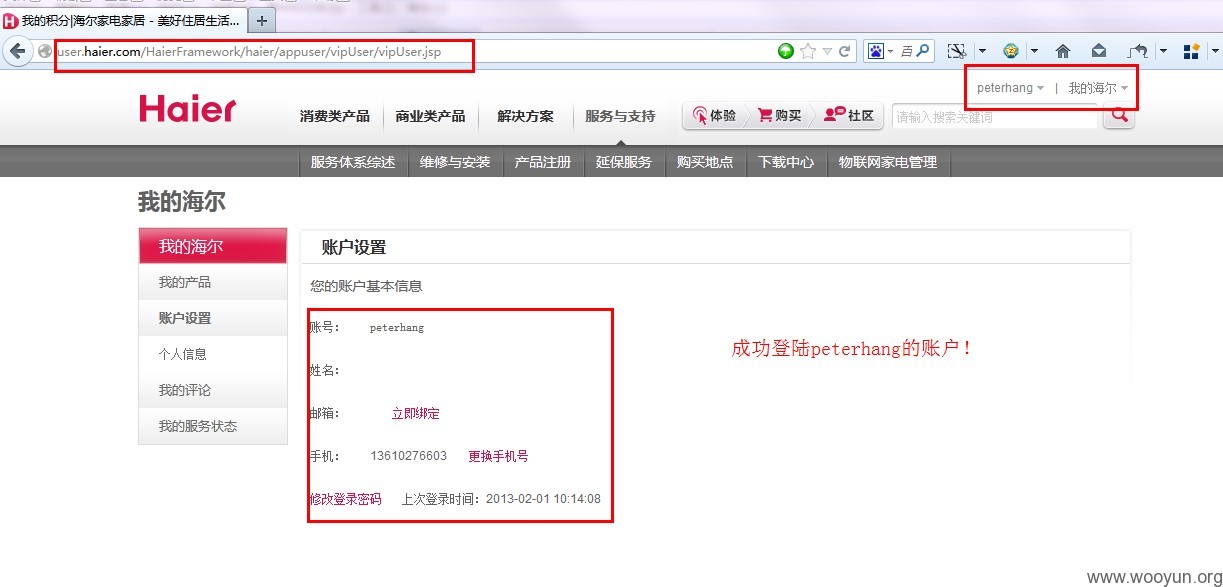 我的积分|海尔家电家居 - 美好住居生活...
user.haier.com/HaierFramework/haier/appuser/vipUser/vipUser.jsp
百
peterhang | 我的海尔
Haier 消费类产品 商业类产品 解决方案 服务与支持 体验 购买 社区 请输入搜索关键词
服务体系综述 维修与安装 产品注册 延保服务 购买地点 下载中心 物联网家电管理
我的海尔
我的海尔
我的产品
账户设置
个人信息
我的评论
我的服务状态
账户设置
您的账户基本信息
账号: peterhang
姓名:
邮箱: 立即绑定
手机: 13610276603 更换手机号
修改登录密码 上次登录时间: 2013-02-01 10:14:08
成功登陆peterhang的账户!
www.wooyun.org